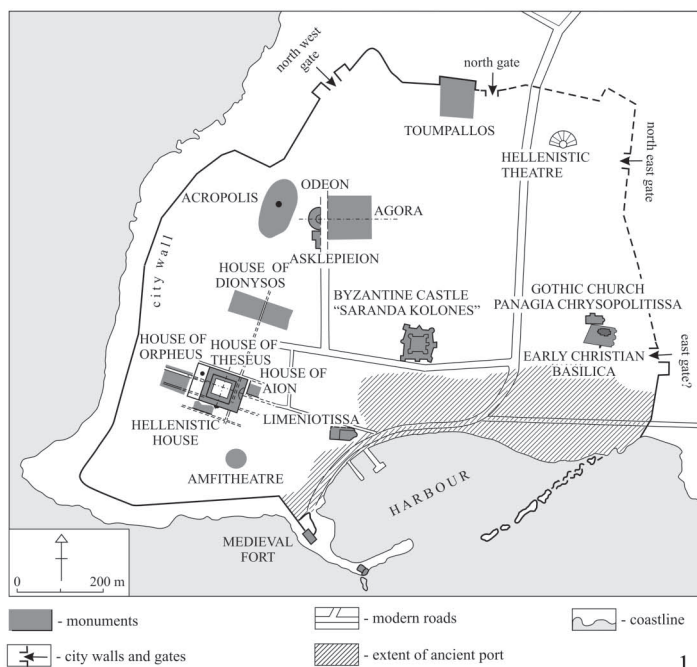 north west
gate
north gate
TOUMPALLOS
HELLENISTIC
THEATRE
north east
gate
ODEON
ACROPOLIS
AGORA
ASKLEPIEION
city wall
HOUSE OF
DIONYSOS
BYZANTINE CASTLE
“SARANDA KOLONES”
GOTHIC CHURCH
PANAGIA CHRYSOPOLITISSA
HOUSE OF
ORPHEUS
HOUSE OF
THESEUS
HOUSE OF
AION
EARLY CHRISTIAN
BASILICA
east gate?
HELLENISTIC
HOUSE
LIMENIOTISSA
AMFITHEATRE
HARBOUR
MEDIEVAL
FORT
0 200 m
- monuments
- modern roads
- coastline
- city walls and gates
- extent of ancient port
1